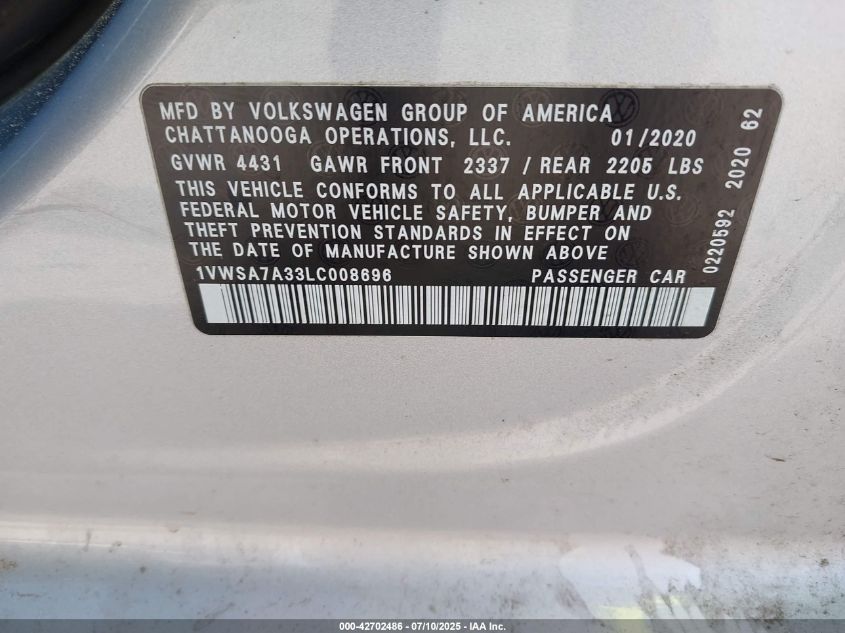 MFD BY VOLKSWAGEN GROUP OF AMERICA
CHATTANOOGA OPERATIONS, LLC. 01/2020
GVWR 4431 GAWR FRONT 2337 / REAR 2205 LBS
THIS VEHICLE CONFORMS TO ALL APPLICABLE U.S.
FEDERAL MOTOR VEHICLE SAFETY, BUMPER AND
THEFT PREVENTION STANDARDS IN EFFECT ON
THE DATE OF MANUFACTURE SHOWN ABOVE
1VWSA7A33LC008696 PASSENGER CAR
0220592 2020 62
000-42702486 - 07/10/2025 - IAA Inc.